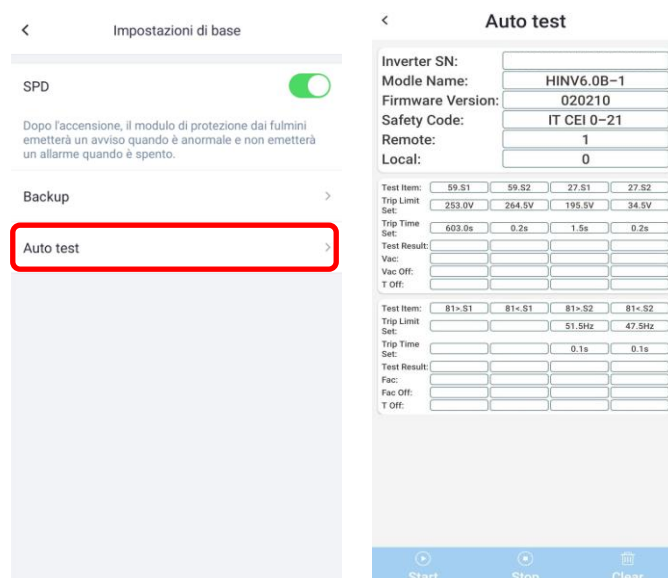 Impostazioni di base
SPD
Dopo l'accensione, il modulo di protezione dai fulmini
emetterà un avviso quando è anormale e non emetterà
un allarme quando è spento.
Backup
Auto test
Auto test
Inverter SN:
Modle Name: HINV6.0B-1
Firmware Version: 020210
Safety Code: IT CEI 0-21
Remote: 1
Local: 0
Test Item: 59.S1 59.S2 27.S1 27.S2
Trip Limit Set: 253.0V 264.5V 195.5V 34.5V
Trip Time Set: 603.0s 0.2s 1.5s 0.2s
Test Result:
Vac:
Vac Off:
T Off:
Test Item: 81>.S1 81<.S1 81>.S2 81<.S2
Trip Limit Set: 51.5Hz 47.5Hz
Trip Time Set: 0.1s 0.1s
Test Result:
Fac:
Fac Off:
T Off:
Start Stop Clear